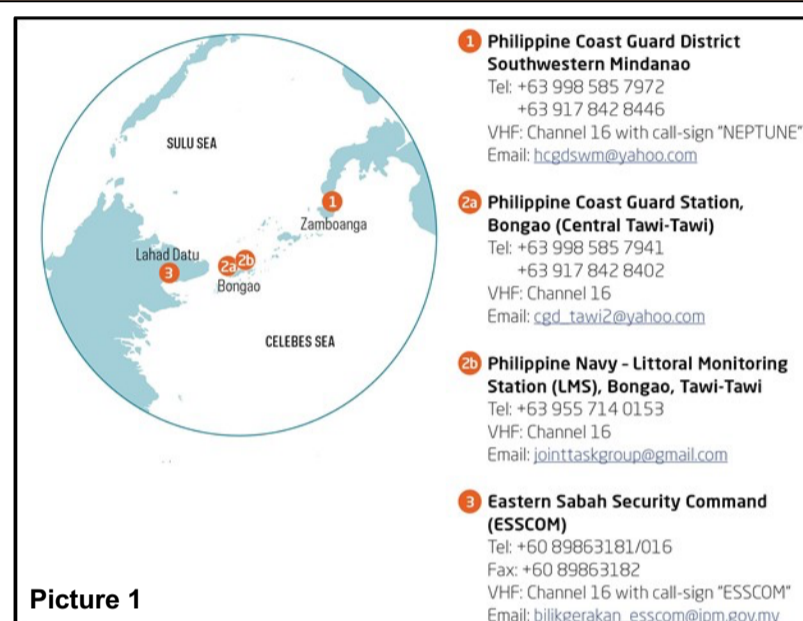 SULU SEA
1
Zamboanga
Lahad Datu
3
2a
2b
Bongao
CELEBES SEA
Picture 1
1 Philippine Coast Guard District
Southwestern Mindanao
Tel: +63 998 585 7972
+63 917 842 8446
VHF: Channel 16 with call-sign "NEPTUNE"
Email: hcgdswm@yahoo.com
2a Philippine Coast Guard Station,
Bongao (Central Tawi-Tawi)
Tel: +63 998 585 7941
+63 917 842 8402
VHF: Channel 16
Email: cgd_tawi2@yahoo.com
2b Philippine Navy - Littoral Monitoring
Station (LMS), Bongao, Tawi-Tawi
Tel: +63 955 714 0153
VHF: Channel 16
Email: jointtaskgroup@gmail.com
3 Eastern Sabah Security Command
(ESSCOM)
Tel: +60 89863181/016
Fax: +60 89863182
VHF: Channel 16 with call-sign "ESSCOM"
Email: bilikgerakan_esscom@jpm.gov.my